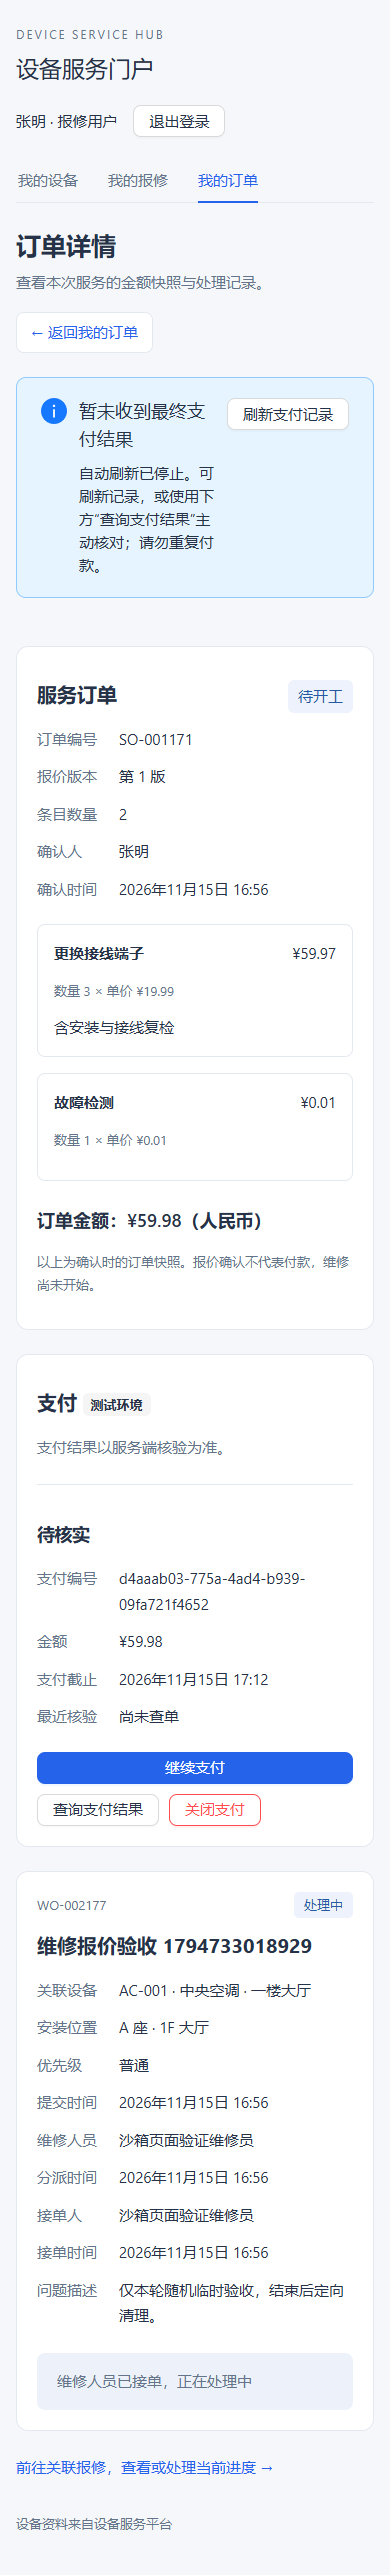 DEVICE SERVICE HUB
设备服务门户
张明 · 报修用户 退出登录
我的设备 我的报修 我的订单
订单详情
查看本次服务的金额快照与处理记录。
← 返回我的订单
暂未收到最终支
付结果
刷新支付记录
自动刷新已停止。可
刷新记录，或使用下
方“查询支付结果”主
动核对；请勿重复付
款。
服务订单 待开工
订单编号 SO-001171
报价版本 第 1 版
条目数量 2
确认人 张明
确认时间 2026年11月15日 16:56
更换接线端子 ¥59.97
数量 3 × 单价 ¥19.99
含安装与接线复检
故障检测 ¥0.01
数量 1 × 单价 ¥0.01
订单金额：¥59.98（人民币）
以上为确认时的订单快照。报价确认不代表付款，维修
尚未开始。
支付 测试环境
支付结果以服务端核验为准。
待核实
支付编号 d4aaab03-775a-4ad4-b939-
09fa721f4652
金额 ¥59.98
支付截止 2026年11月15日 17:12
最近核验 尚未查单
继续支付
查询支付结果 关闭支付
WO-002177 处理中
维修报价验收 1794733018929
关联设备 AC-001 · 中央空调 · 一楼大厅
安装位置 A 座 · 1F 大厅
优先级 普通
提交时间 2026年11月15日 16:56
维修人员 沙箱页面验证维修员
分派时间 2026年11月15日 16:56
接单人 沙箱页面验证维修员
接单时间 2026年11月15日 16:56
问题描述 仅本轮随机临时验收，结束后定向
清理。
维修人员已接单，正在处理中
前往关联报修，查看或处理当前进度 →
设备资料来自设备服务平台